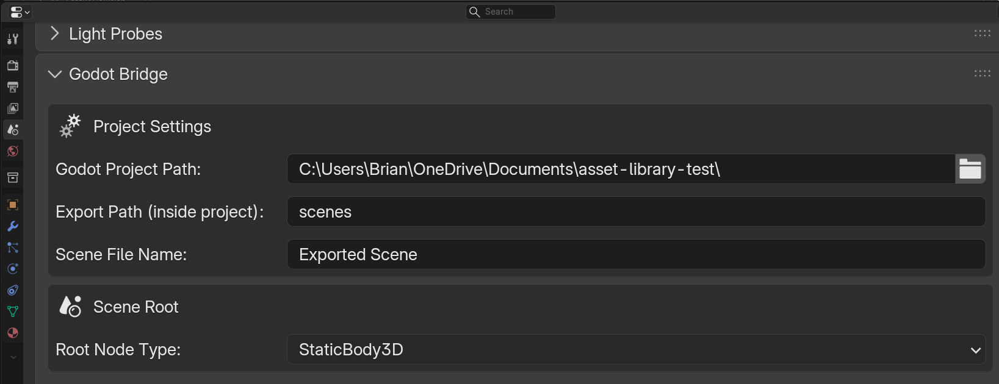 Search
Light Probes
Godot Bridge
Project Settings
Godot Project Path: C:\Users\Brian\OneDrive\Documents\asset-library-test\
Export Path (inside project): scenes
Scene File Name: Exported Scene
Scene Root
Root Node Type: StaticBody3D